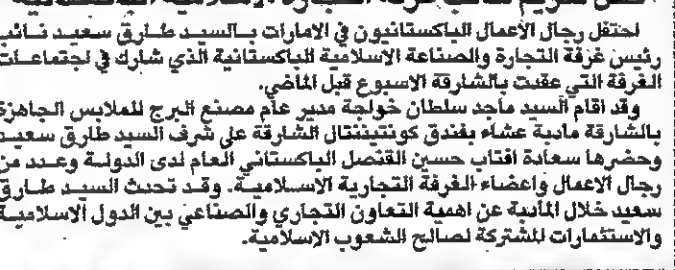 احتفل رجال الاعمال الباكستانيون في الامارات بالسيد طارق سعيد نائب
رئيس غرفة التجارة والصناعة الاسلامية الباكستانية الذي شارك في اجتماعات
الغرفة التي عقدت بالشارقة الاسبوع قبل الماضي.
وقد اقام السيد ماجد سلطان خواجة مدير عام مصنع البرج للملابس الجاهزة
بالشارقة مادبة عشاء بفندق كونتيننتال الشارقة على شرف السيد طارق سعيد
وحضرها سعادة افتاب حسين القنصل الباكستاني العام لدى الدولة وعدد من
رجال الاعمال واعضاء الغرفة التجارية الاسلامية. وقد تحدث السيد طارق
سعيد خلال المأدبة عن اهمية التعاون التجاري والصناعي بين الدول الاسلامية
والاستثمارات المشتركة لصالح الشعوب الاسلامية.